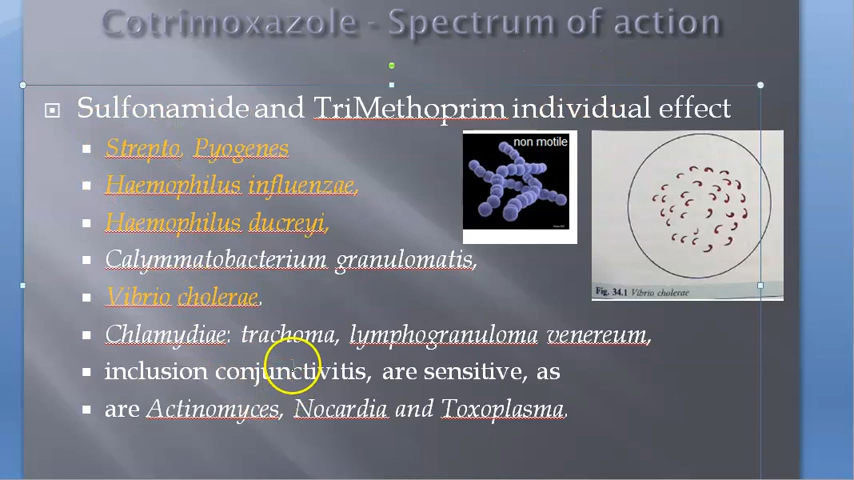 Cotrimoxazole - Spectrum of action
Sulfonamide and TriMethoprim individual effect
Strepto. Pyogenes
Haemophilus influenzae,
Haemophilus ducreyi,
Calymmatobacterium granulomatis,
Vibrio cholerae.
Chlamydiae: trachoma, lymphogranuloma venereum,
inclusion conjunctivitis, are sensitive, as
are Actinomyces, Nocardia and Toxoplasma.
non motile
Fig. 34.1 Vibrio cholerae